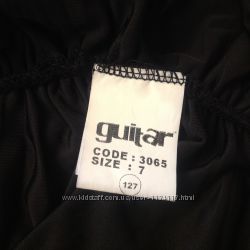 guitar
CODE : 3065
SIZE : 7
127